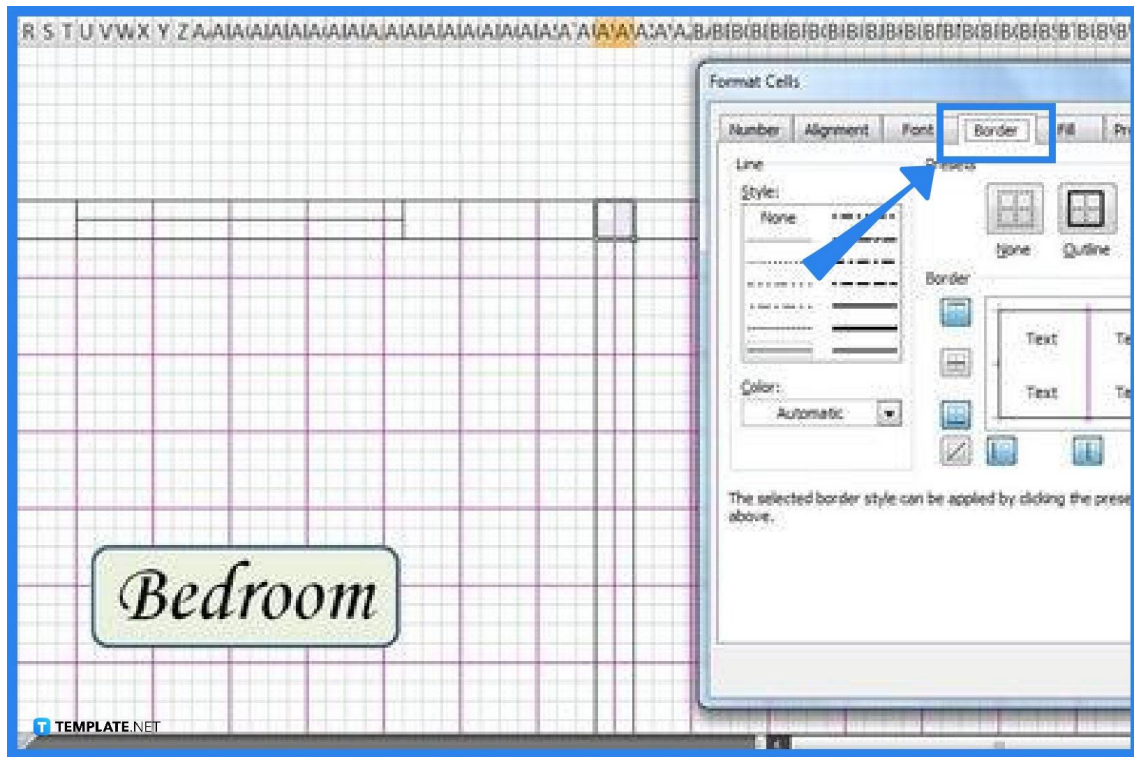 R S T U V W X Y Z
Format Cells
Number Alignment Font Border Fill
Line
Presets
Style:
None
None Outline
Border
Text
Text
Color:
Automatic
The selected border style can be applied by clicking the prese
above.
Bedroom
T TEMPLATE.NET